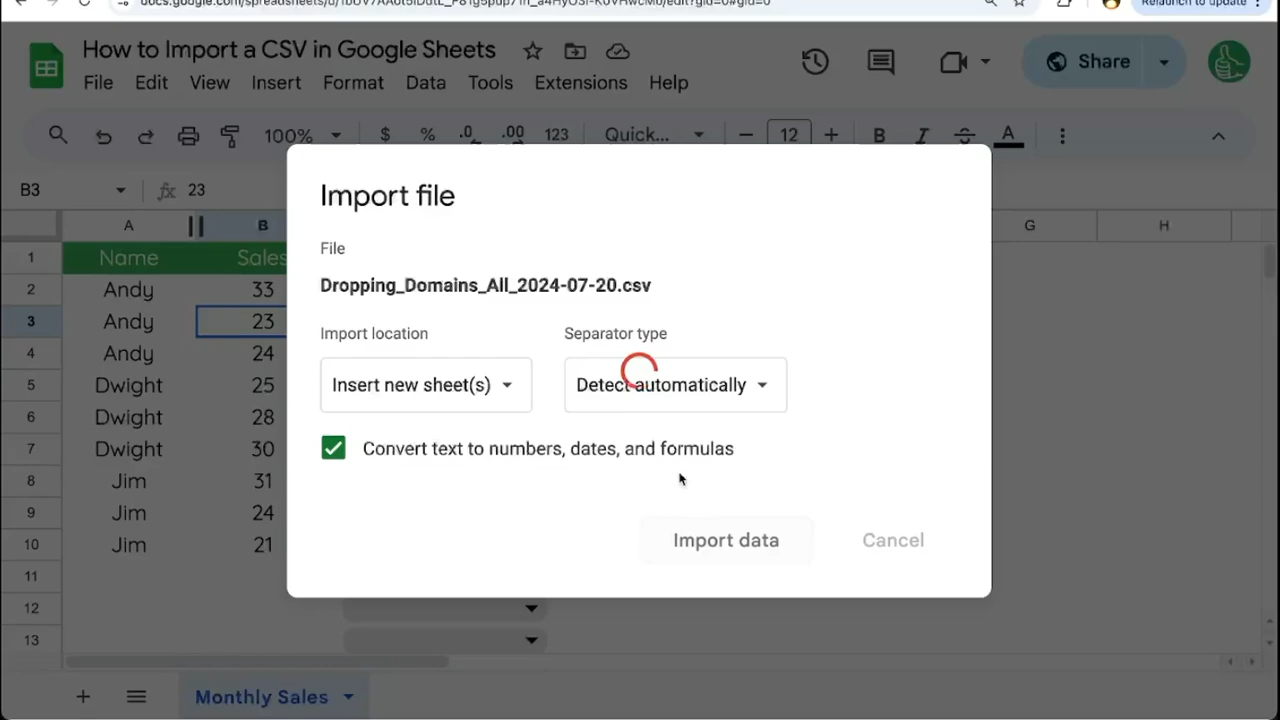 Relaunch to update
How to Import a CSV in Google Sheets
File Edit View Insert Format Data Tools Extensions Help
Share
100% $ % .0 .00 123 Quick... 12 B I S A
B3 fx 23
A B G H
1 Name Sales
2 Andy 33
3 Andy 23
4 Andy 24
5 Dwight 25
6 Dwight 28
7 Dwight 30
8 Jim 31
9 Jim 24
10 Jim 21
11
12
13
Import file
File
Dropping_Domains_All_2024-07-20.csv
Import location Separator type
Insert new sheet(s) Detect automatically
Convert text to numbers, dates, and formulas
Import data Cancel
Monthly Sales